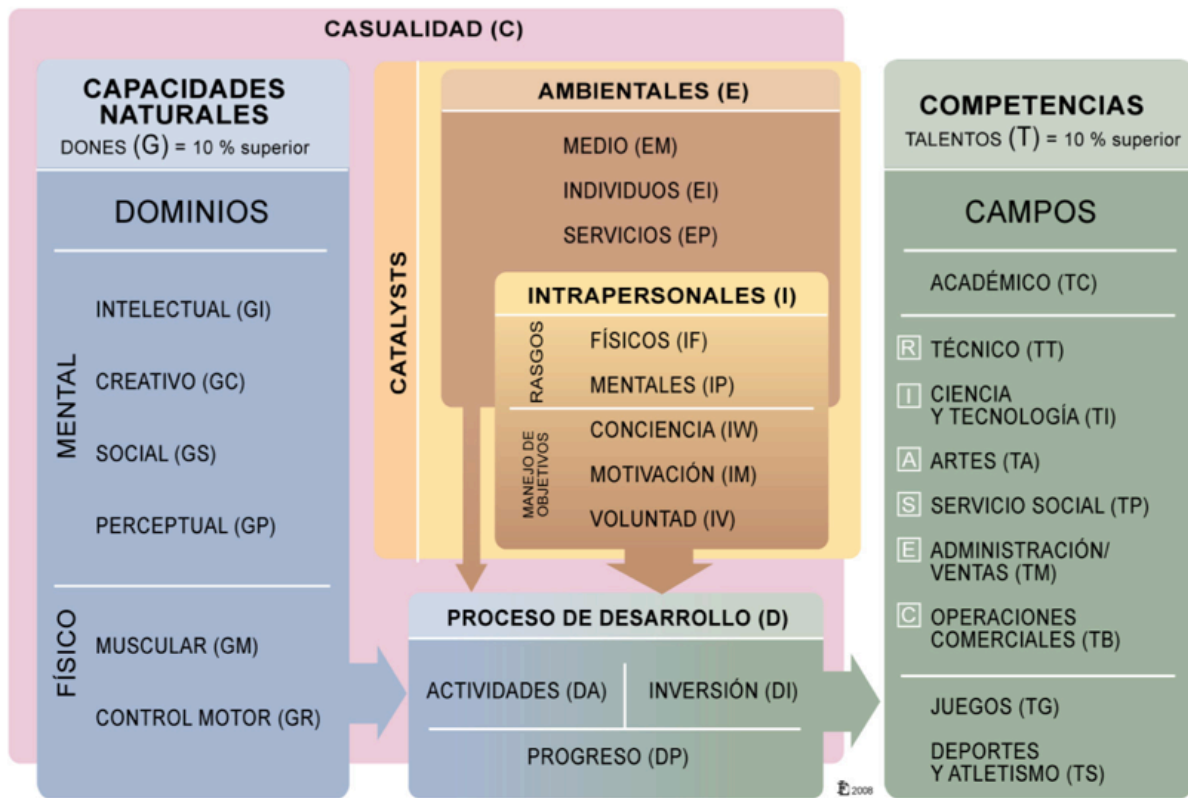 CASUALIDAD (C)
CAPACIDADES
NATURALES
DONES (G) = 10 % superior
DOMINIOS
MENTAL
INTELECTUAL (GI)
CREATIVO (GC)
SOCIAL (GS)
PERCEPTUAL (GP)
FÍSICO
MUSCULAR (GM)
CONTROL MOTOR (GR)
CATALYSTS
AMBIENTALES (E)
MEDIO (EM)
INDIVIDUOS (EI)
SERVICIOS (EP)
INTRAPERSONALES (I)
RASGOS
FÍSICOS (IF)
MENTALES (IP)
MANEJO DE
OBJETIVOS
CONCIENCIA (IW)
MOTIVACIÓN (IM)
VOLUNTAD (IV)
PROCESO DE DESARROLLO (D)
ACTIVIDADES (DA)
INVERSIÓN (DI)
PROGRESO (DP)
COMPETENCIAS
TALENTOS (T) = 10 % superior
CAMPOS
ACADÉMICO (TC)
R TÉCNICO (TT)
I CIENCIA
Y TECNOLOGÍA (TI)
A ARTES (TA)
S SERVICIO SOCIAL (TP)
E ADMINISTRACIÓN/
VENTAS (TM)
C OPERACIONES
COMERCIALES (TB)
JUEGOS (TG)
DEPORTES
Y ATLETISMO (TS)
2008